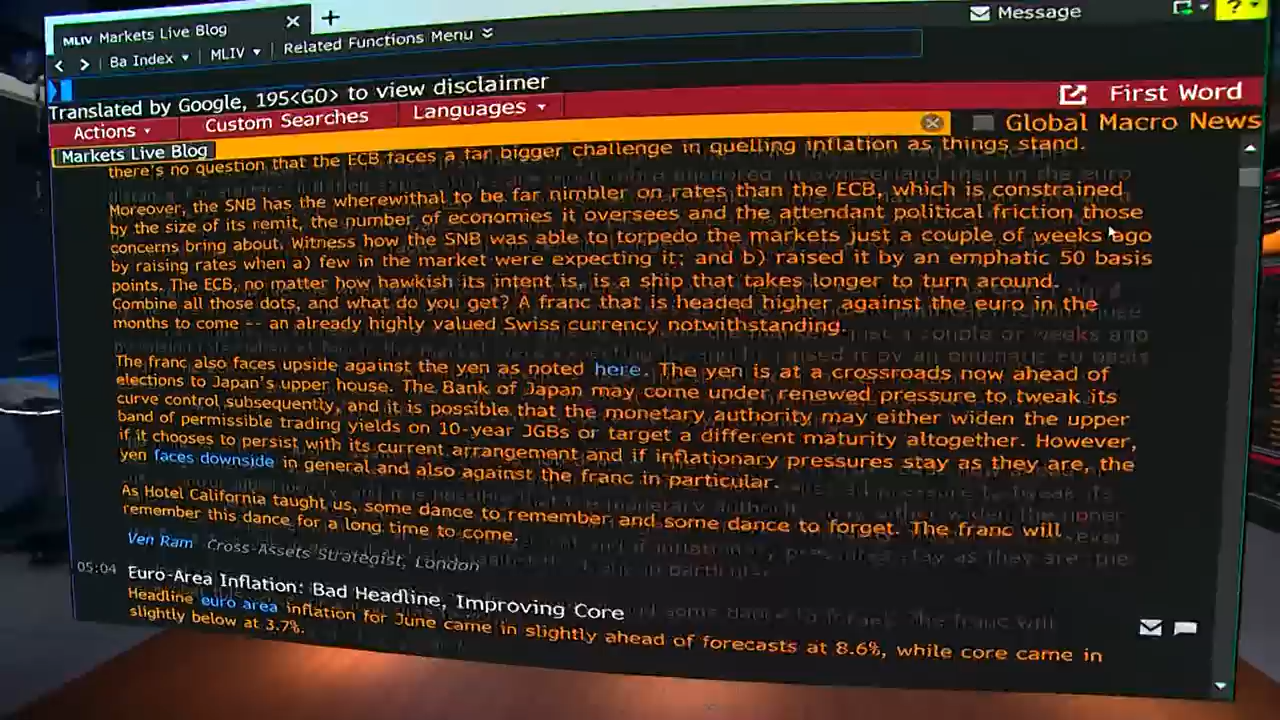 MLIV Markets Live Blog
Message
Ba Index
MLIV
Related Functions Menu
Translated by Google, 195<GO> to view disclaimer
Actions
Custom Searches
Languages
First Word
Markets Live Blog
Global Macro News
there's no question that the ECB faces a far bigger challenge in quelling inflation as things stand.
Moreover, the SNB has the wherewithal to be far nimbler on rates than the ECB, which is constrained
by the size of its remit, the number of economies it oversees and the attendant political friction those
concerns bring about. Witness how the SNB was able to torpedo the markets just a couple of weeks ago
by raising rates when a) few in the market were expecting it; and b) raised it by an emphatic 50 basis
points. The ECB, no matter how hawkish its intent is, is a ship that takes longer to turn around.
Combine all those dots, and what do you get? A franc that is headed higher against the euro in the
months to come -- an already highly valued Swiss currency notwithstanding.
The franc also faces upside against the yen as noted here. The yen is at a crossroads now ahead of
elections to Japan's upper house. The Bank of Japan may come under renewed pressure to tweak its
curve control subsequently, and it is possible that the monetary authority may either widen the upper
band of permissible trading yields on 10-year JGBs or target a different maturity altogether. However,
if it chooses to persist with its current arrangement and if inflationary pressures stay as they are, the
yen faces downside in general and also against the franc in particular.
As Hotel California taught us, some dance to remember and some dance to forget. The franc will
remember this dance for a long time to come.
Ven Ram Cross-Assets Strategist, London
05:04 Euro-Area Inflation: Bad Headline, Improving Core
Headline euro area inflation for June came in slightly ahead of forecasts at 8.6%, while core came in
slightly below at 3.7%.